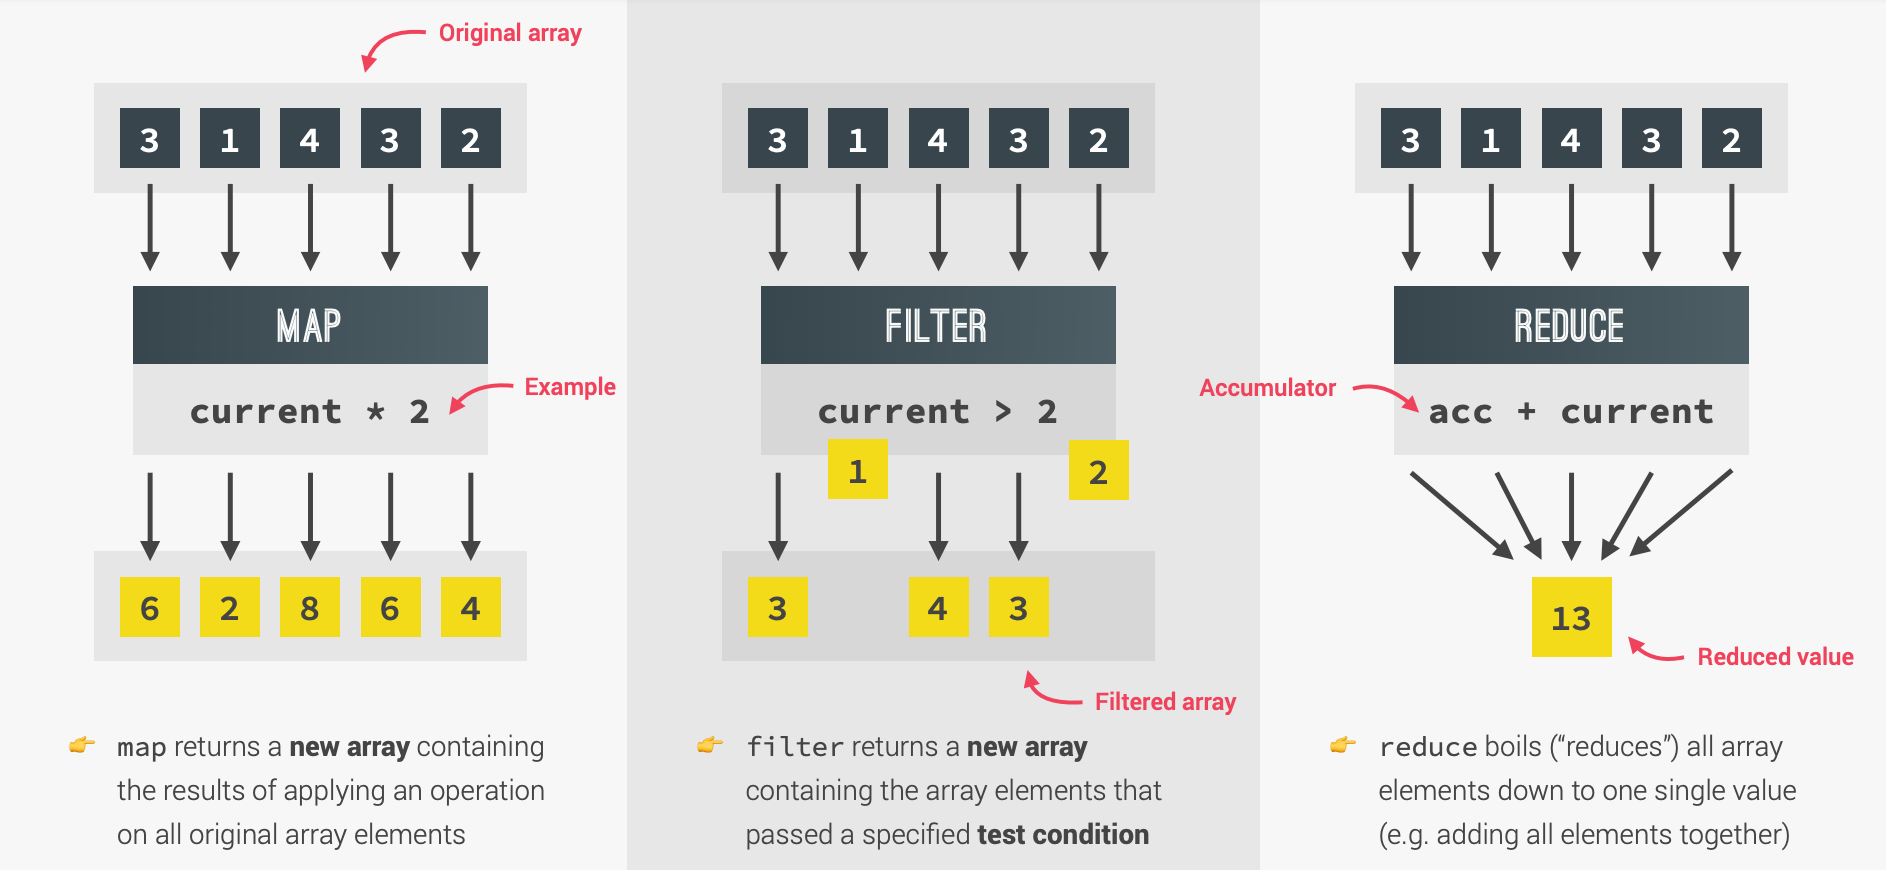 Original array
3 1 4 3 2
MAP
current * 2
Example
6 2 8 6 4
👉 map returns a new array containing
the results of applying an operation
on all original array elements
3 1 4 3 2
FILTER
current > 2
1
2
3 4 3
Filtered array
👉 filter returns a new array
containing the array elements that
passed a specified test condition
3 1 4 3 2
REDUCE
Accumulator
acc + current
13
Reduced value
👉 reduce boils (“reduces”) all array
elements down to one single value
(e.g. adding all elements together)